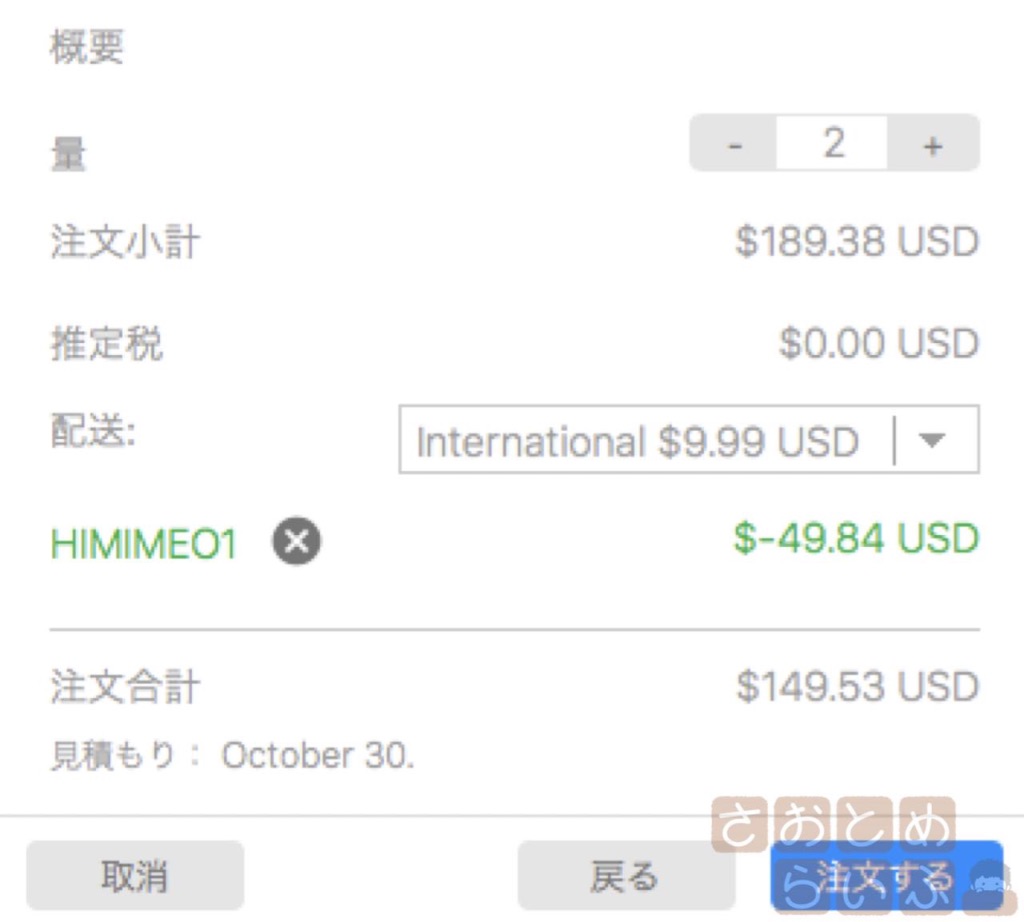 概要
量 - 2 +
注文小計 $189.38 USD
推定税 $0.00 USD
配送: International $9.99 USD
HIMIMEO1 $-49.84 USD
注文合計 $149.53 USD
見積もり： October 30.
さおとめ
取消 戻る 注文する
らいふ